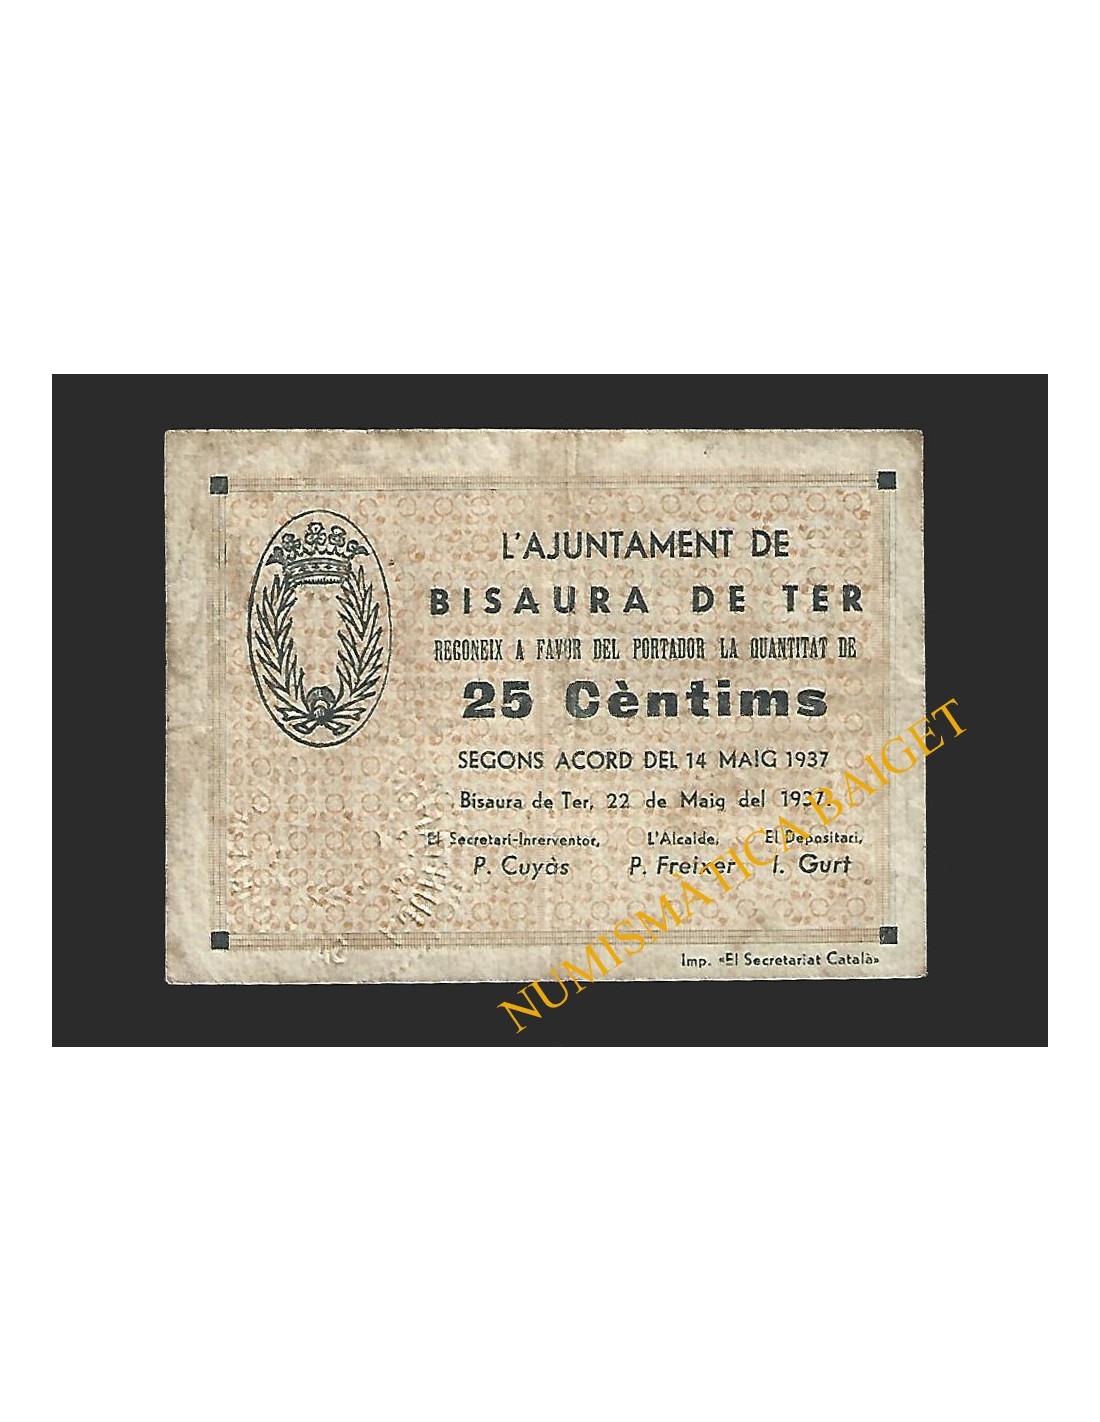 L'AJUNTAMENT DE
BISAURA DE TER
REGONEIX A FAVOR DEL PORTADOR LA QUANTITAT DE
25 Cèntims
SEGONS ACORD DEL 14 MAIG 1937
Bisaura de Ter, 22 de Maig del 1937.
El Secretari-Inrerventor, L'Alcalde, El Depositari,
P. Cuyàs P. Freixer I. Gurt
Imp. «El Secretariat Català»
NUMISMÀTICA BAIGET